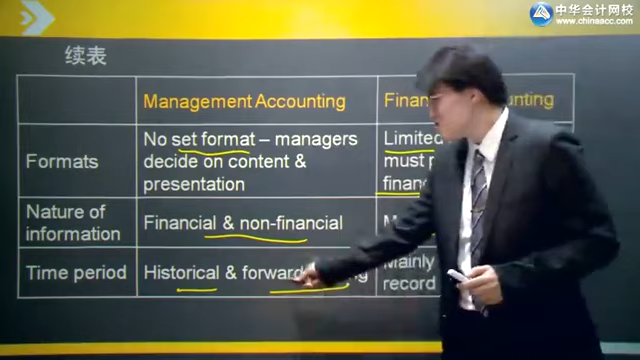 中华会计网校
www.chinaacc.com
续表
Management Accounting
Formats
No set format – managers
decide on content &
presentation
Limited
must
Nature of
information
Financial & non-financial
Time period
Historical & forward
Mainly
record